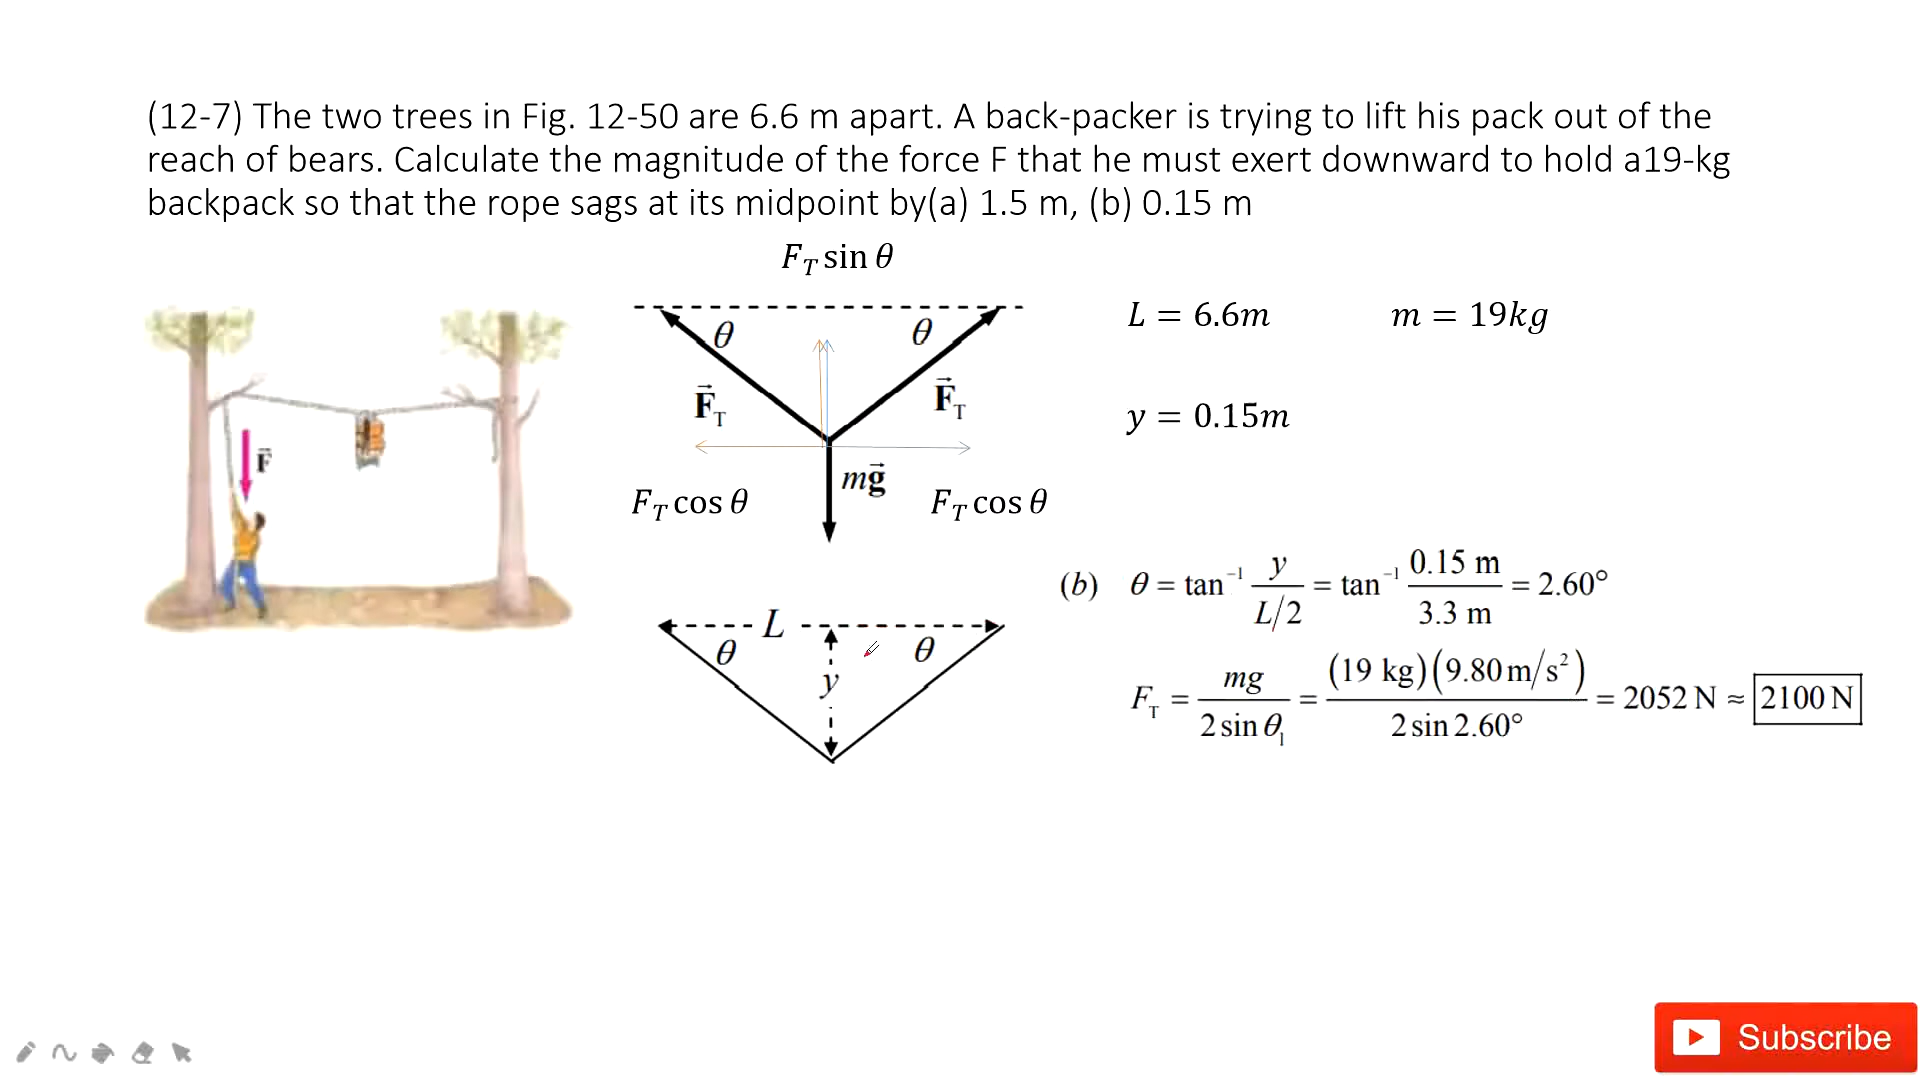 (12-7) The two trees in Fig. 12-50 are 6.6 m apart. A back-packer is trying to lift his pack out of the
reach of bears. Calculate the magnitude of the force F that he must exert downward to hold a19-kg
backpack so that the rope sags at its midpoint by(a) 1.5 m, (b) 0.15 m
F_T sin θ
θ θ
F⃗_T F⃗_T
mg⃗
F_T cos θ F_T cos θ
F⃗
L = 6.6m m = 19kg
y = 0.15m
L
θ θ
y
(b) θ = tan⁻¹ y / L/2 = tan⁻¹ 0.15 m / 3.3 m = 2.60°
F_T = mg / 2 sin θ₁ = (19 kg)(9.80 m/s²) / 2 sin 2.60° = 2052 N ≈ 2100 N
Subscribe